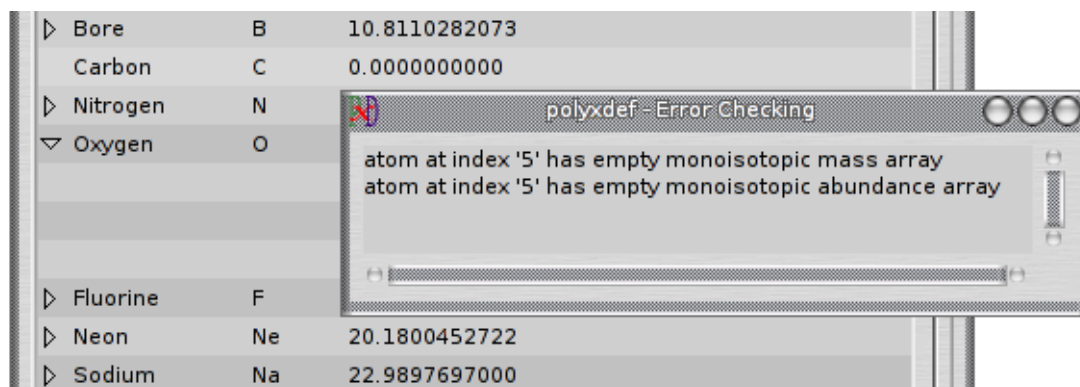 Bore B 10.8110282073
Carbon C 0.0000000000
Nitrogen N
polyxdef - Error Checking
Oxygen O
atom at index '5' has empty monoisotopic mass array
atom at index '5' has empty monoisotopic abundance array
Fluorine F
Neon Ne 20.1800452722
Sodium Na 22.9897697000